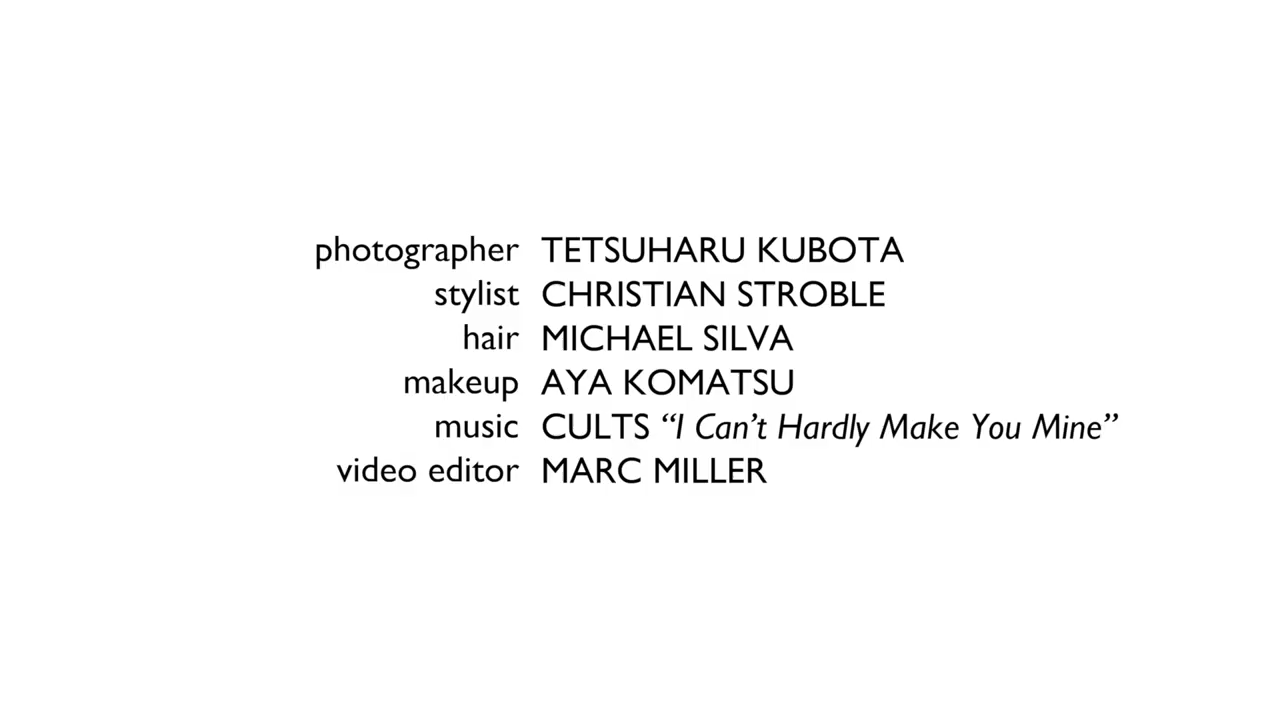 photographer TETSUHARU KUBOTA
stylist CHRISTIAN STROBLE
hair MICHAEL SILVA
makeup AYA KOMATSU
music CULTS “I Can’t Hardly Make You Mine”
video editor MARC MILLER